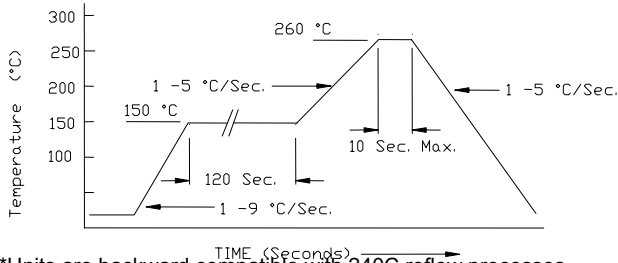 300
260 °C
250
200
1 -5 °C/Sec.
1 -5 °C/Sec.
150 °C
150
10 Sec. Max.
100
120 Sec.
1 -9 °C/Sec.
Temperature (°C)
TIME (Seconds)
*Units are backward compatible with 240C reflow processes